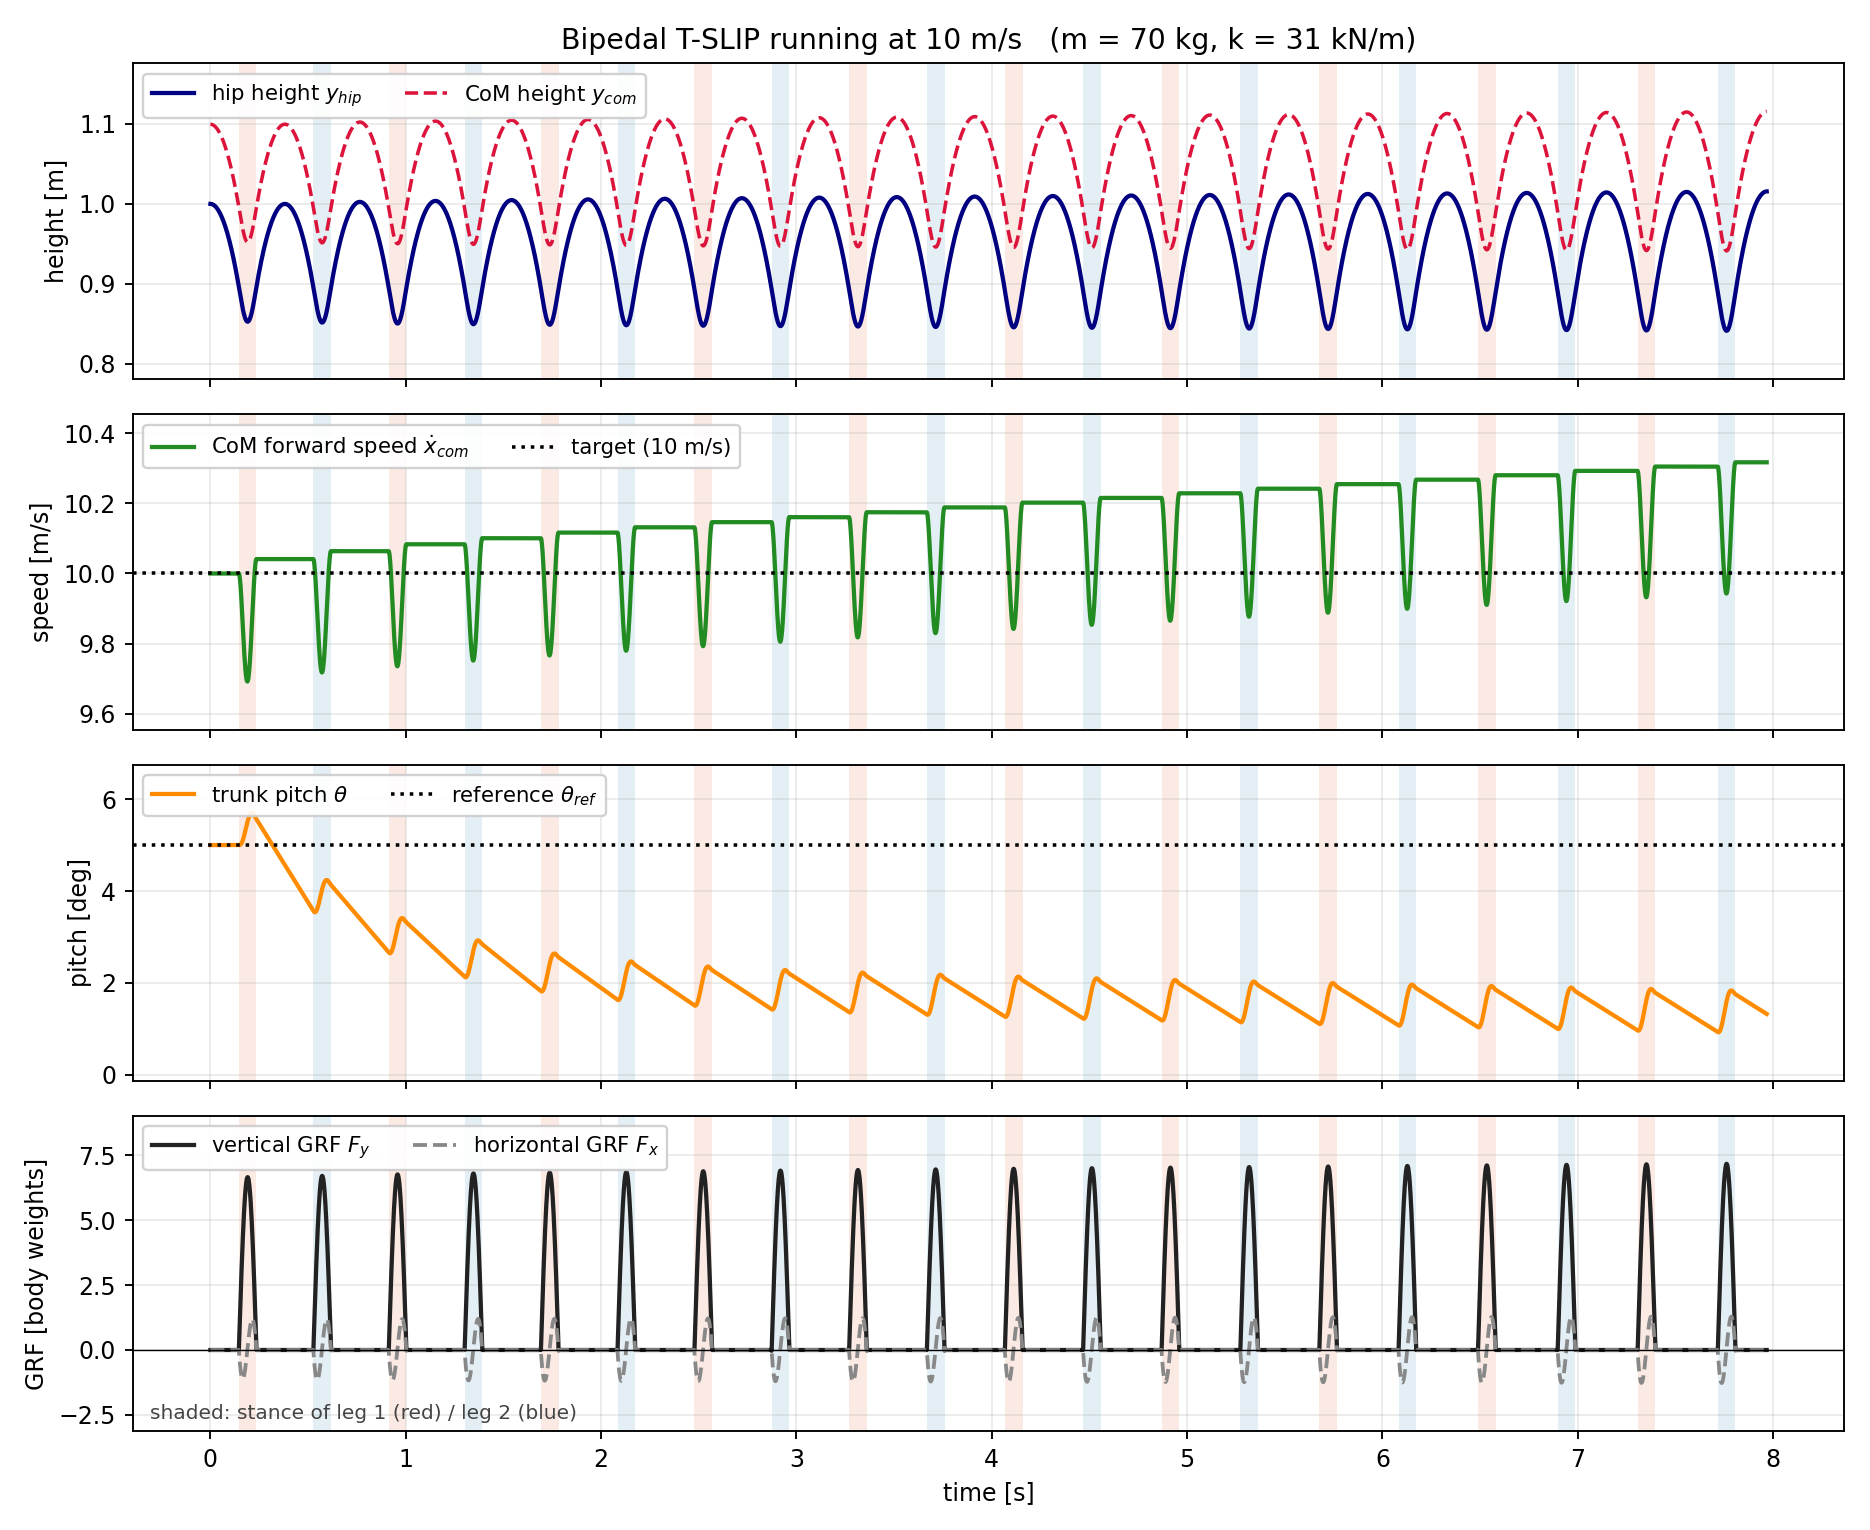 Bipedal T-SLIP running at 10 m/s (m = 70 kg, k = 31 kN/m)
hip height y_hip
CoM height y_com
height [m]
1.1
1.0
0.9
0.8
CoM forward speed ẋ_com
target (10 m/s)
speed [m/s]
10.4
10.2
10.0
9.8
9.6
trunk pitch θ
reference θ_ref
pitch [deg]
6
4
2
0
vertical GRF F_y
horizontal GRF F_x
GRF [body weights]
7.5
5.0
2.5
0.0
−2.5
shaded: stance of leg 1 (red) / leg 2 (blue)
0 1 2 3 4 5 6 7 8
time [s]